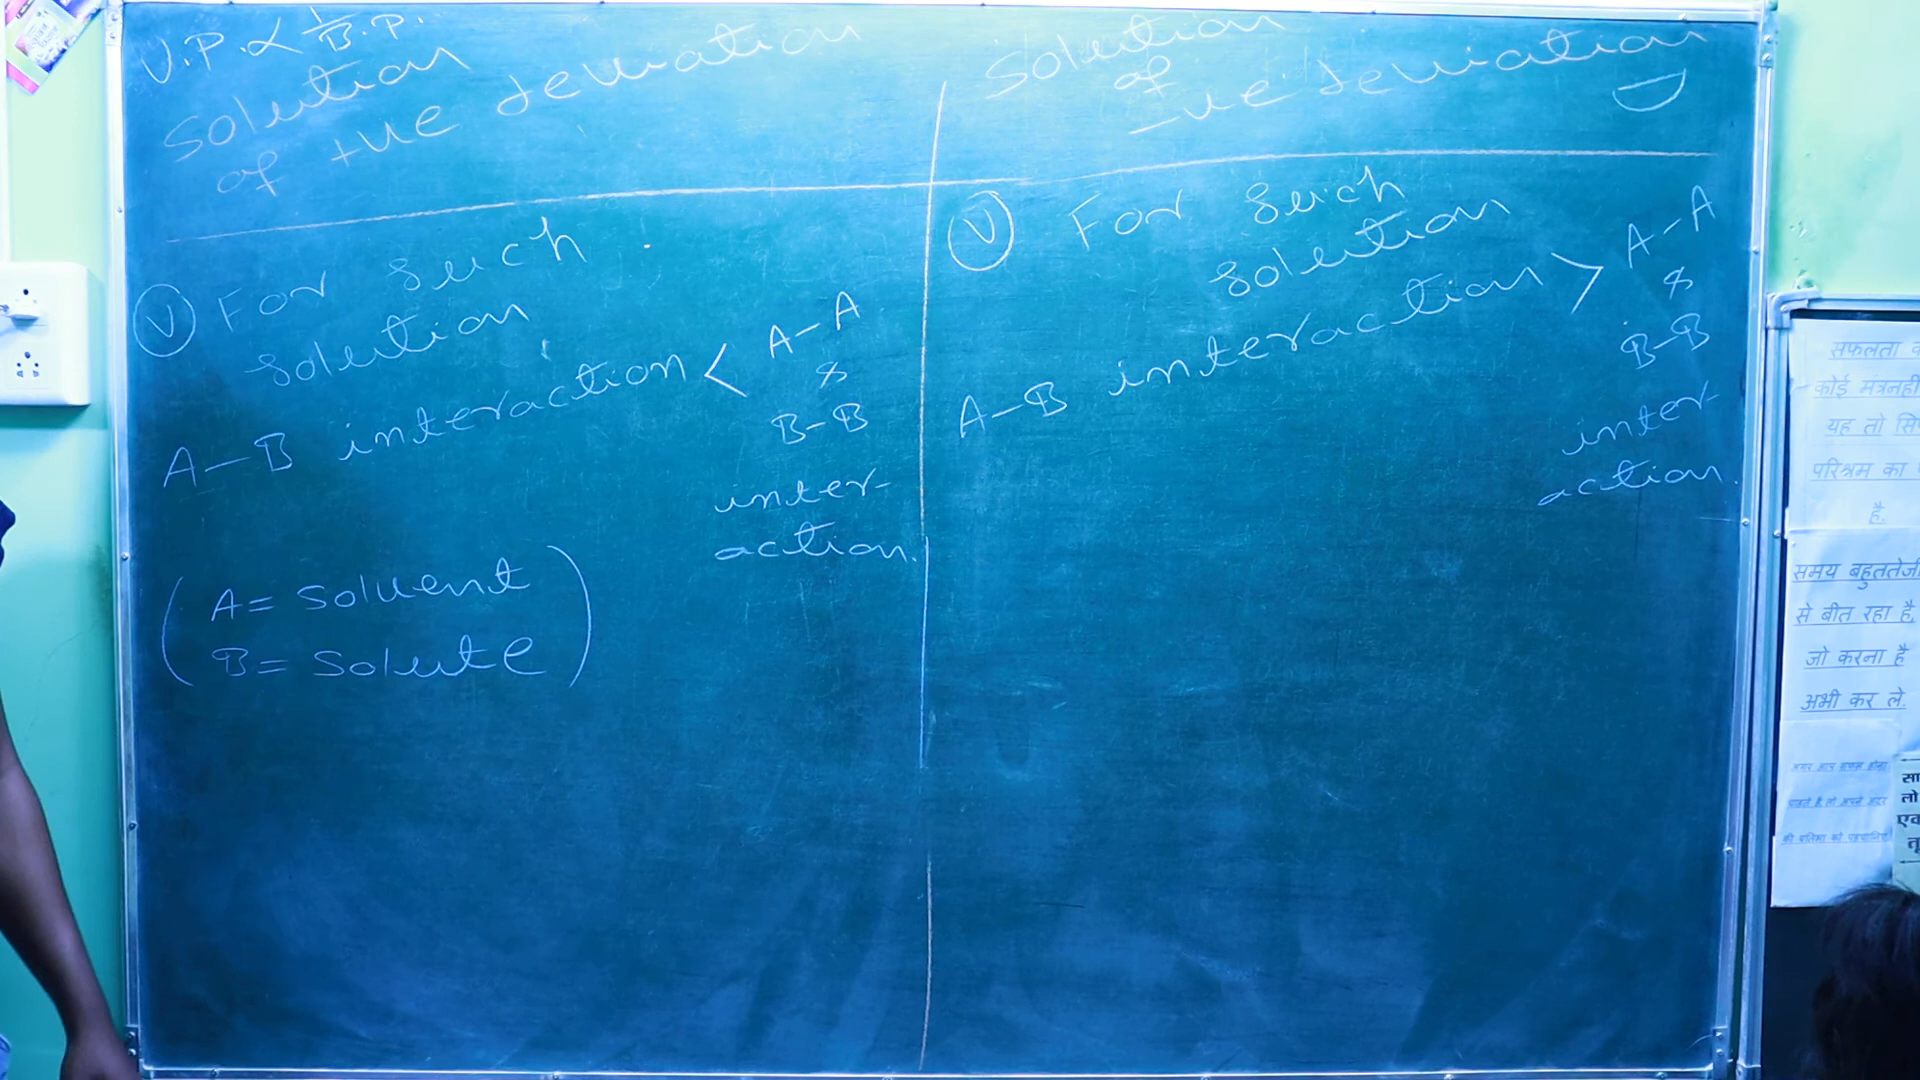 V.P. ∝ 1/B.P.
Solution
of +ve deviation
(V) For such
solution
A-B interaction < A-A
&
B-B
inter-
action.
(A = Solvent
B = Solute)
Solution
of
-ve deviation
(V) For such
solution
A-B interaction > A-A
&
B-B
inter-
action.
सफलता
कोई मंत्र नहीं
यह तो
परिश्रम का
है.
समय बहुत तेजी
से बीत रहा है,
जो करना है
अभी कर ले.